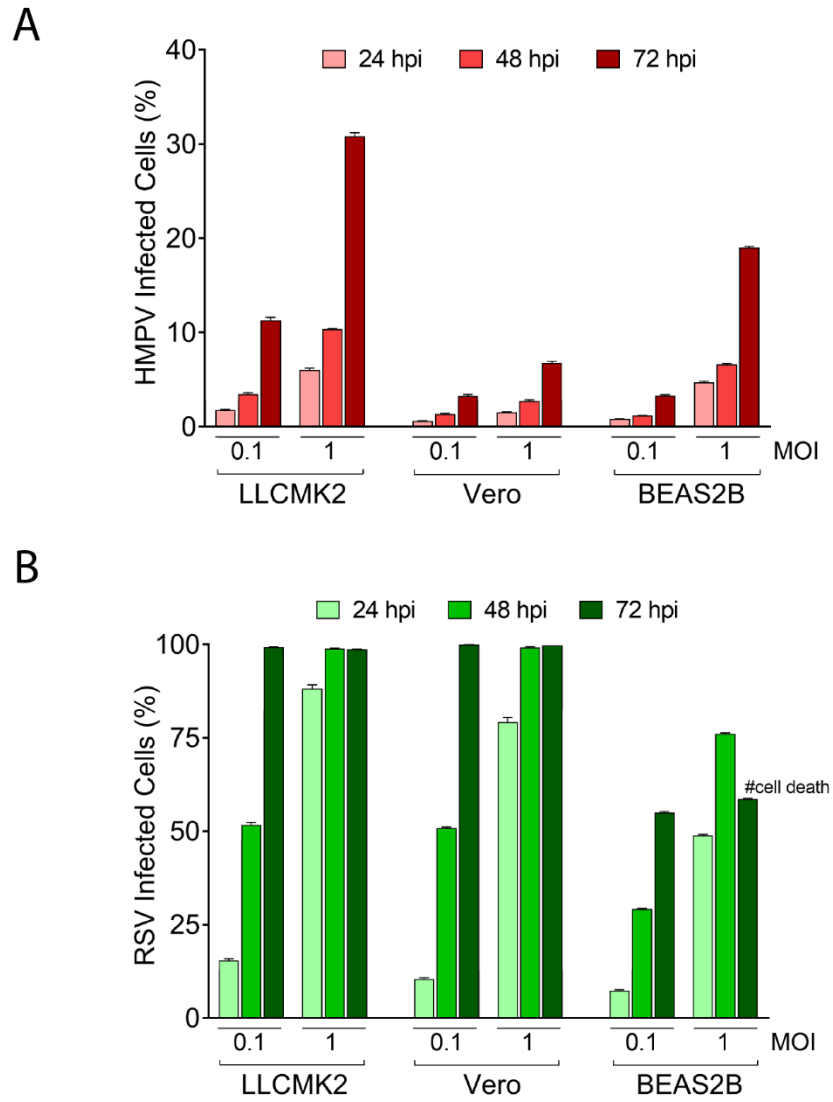 A
24 hpi 48 hpi 72 hpi
HMPV Infected Cells (%)
40
30
20
10
0
0.1 1 0.1 1 0.1 1 MOI
LLCMK2 Vero BEAS2B
B
24 hpi 48 hpi 72 hpi
RSV Infected Cells (%)
100
75
50
25
0
#cell death
0.1 1 0.1 1 0.1 1 MOI
LLCMK2 Vero BEAS2B